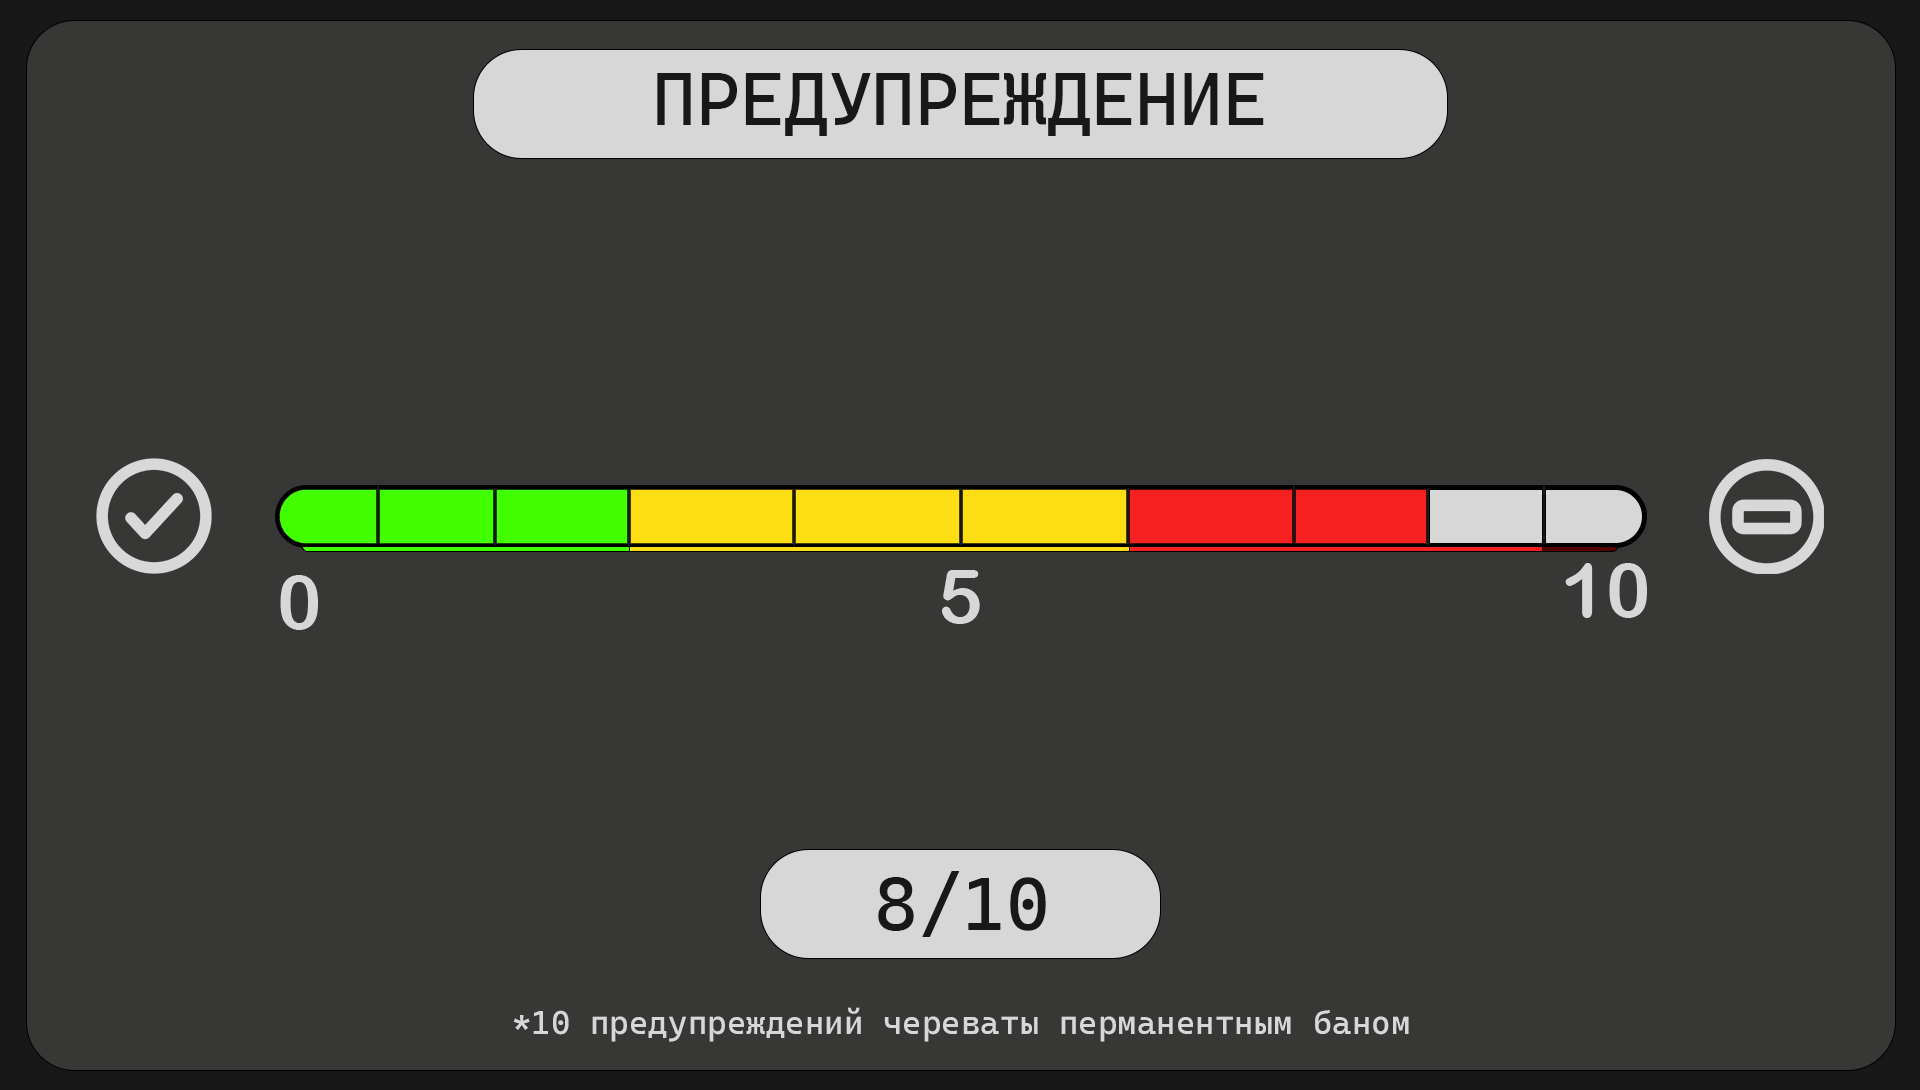 ПРЕДУПРЕЖДЕНИЕ
0 5 10
8/10
*10 предупреждений череваты перманентным баном